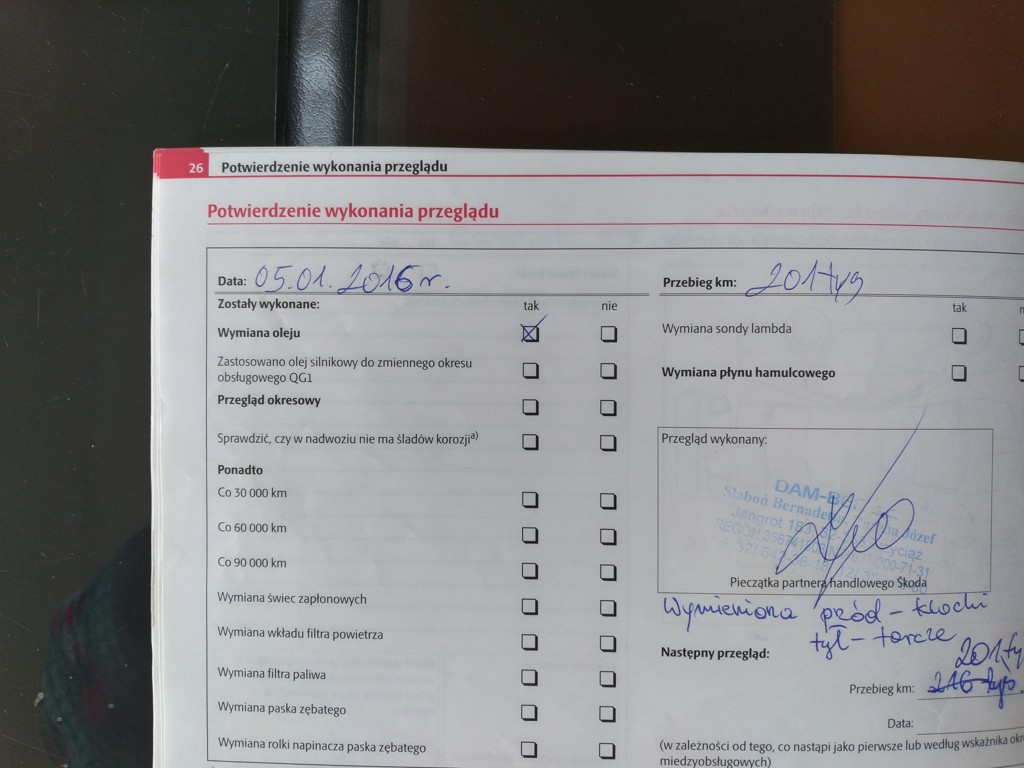 26 Potwierdzenie wykonania przeglądu
Potwierdzenie wykonania przeglądu
Data: 05.01.2016r.
Przebieg km: 201tys
Zostały wykonane: tak nie
tak
Wymiana oleju
Wymiana sondy lambda
Zastosowano olej silnikowy do zmiennego okresu
obsługowego QG1
Wymiana płynu hamulcowego
Przegląd okresowy
Sprawdzić, czy w nadwoziu nie ma śladów korozji a)
Ponadto
Co 30 000 km
Co 60 000 km
Co 90 000 km
Wymiana świec zapłonowych
Wymiana wkładu filtra powietrza
Wymiana filtra paliwa
Wymiana paska zębatego
Wymiana rolki napinacza paska zębatego
Przegląd wykonany:
Słaboń
Jangrot
Józef
Pieczątka partnera handlowego Škoda
Wymieniona przód - klocki
tył - tarcze
Następny przegląd:
201ty
Przebieg km: 216 tys.
Data:
(w zależności od tego, co nastąpi jako pierwsze lub według wskaźnika
międzyobsługowych)